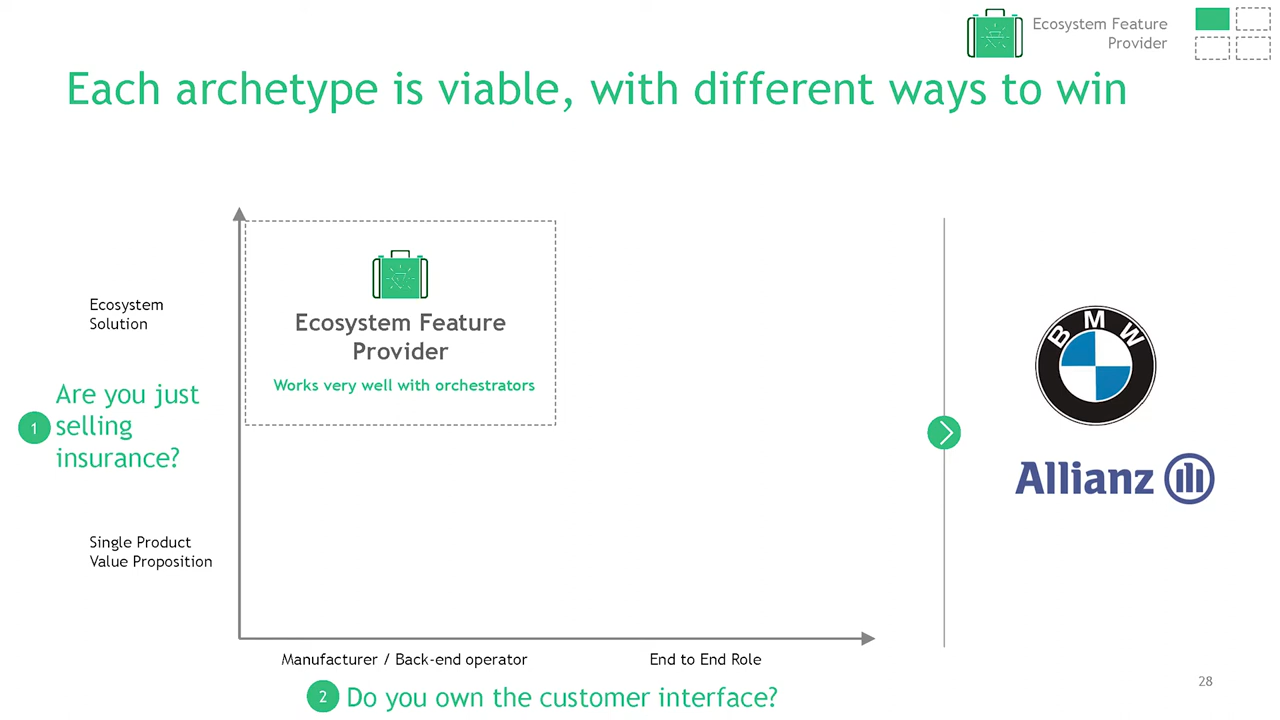 Ecosystem Feature
Provider
Each archetype is viable, with different ways to win
Ecosystem
Solution
Ecosystem Feature
Provider
Works very well with orchestrators
1
Are you just
selling
insurance?
Single Product
Value Proposition
Manufacturer / Back-end operator
End to End Role
2
Do you own the customer interface?
BMW
Allianz
28